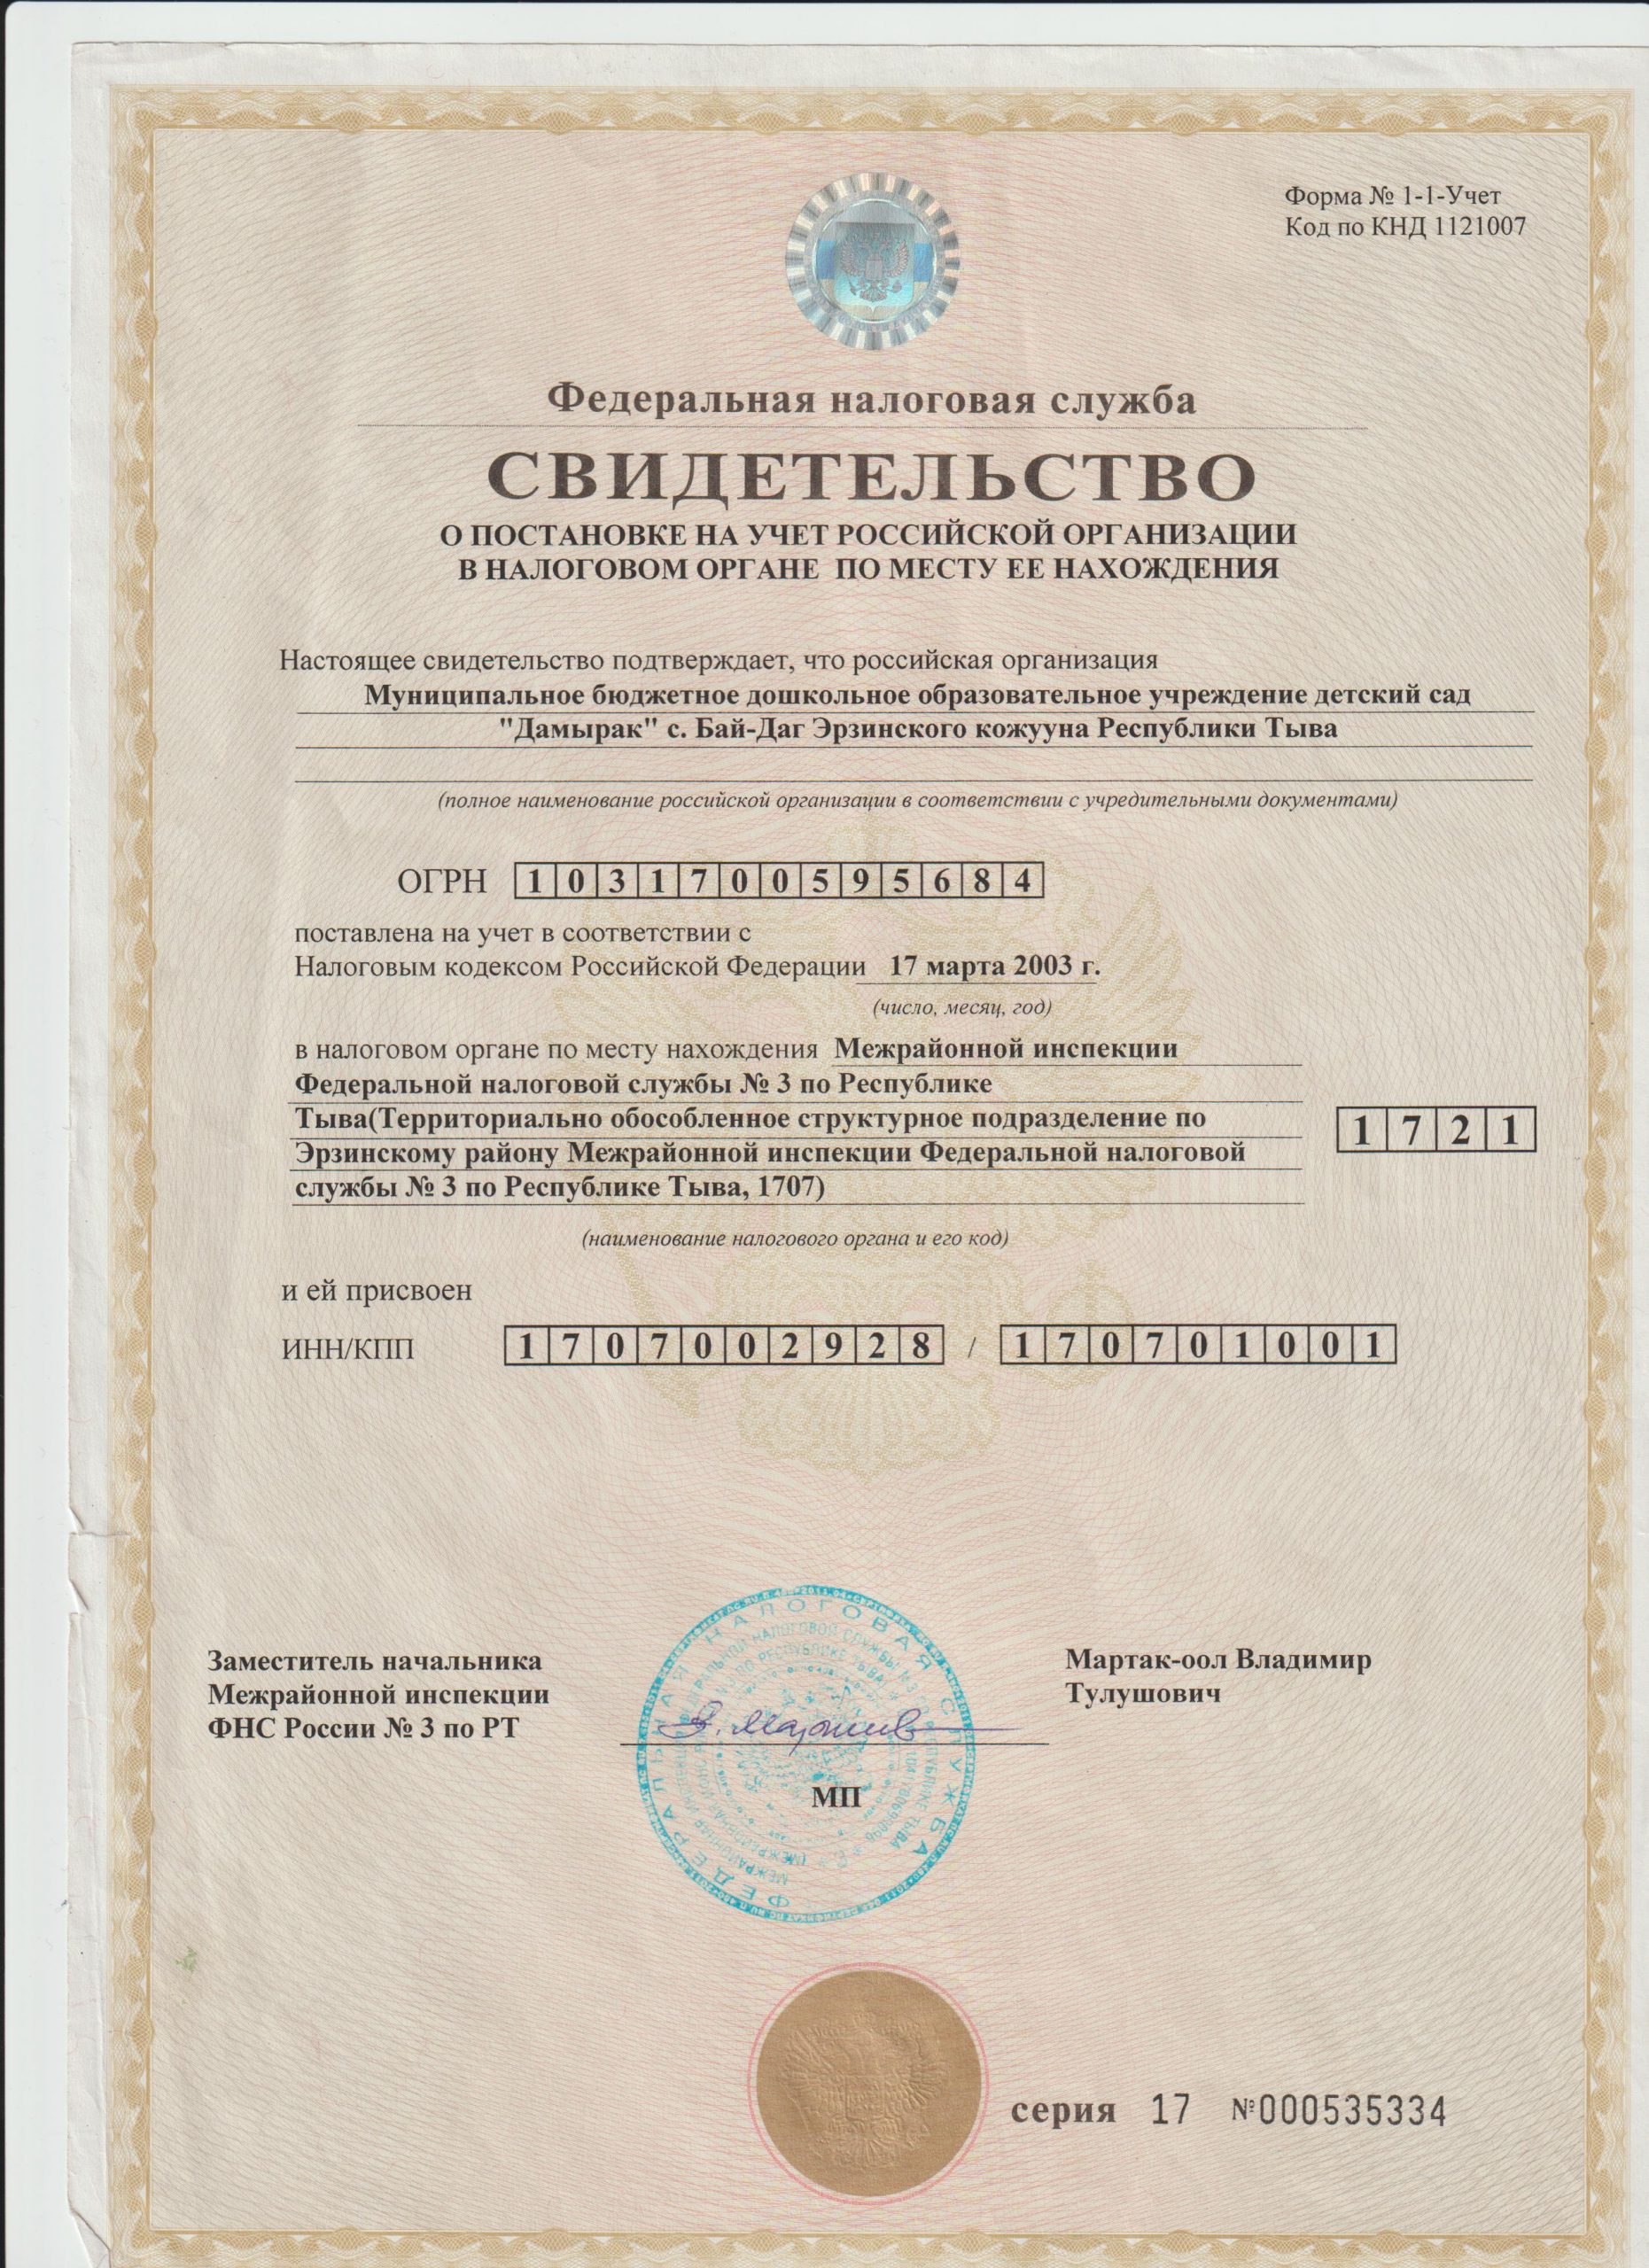 Форма № 1-1-Учет
Код по КНД 1121007
Федеральная налоговая служба
СВИДЕТЕЛЬСТВО
О ПОСТАНОВКЕ НА УЧЕТ РОССИЙСКОЙ ОРГАНИЗАЦИИ
В НАЛОГОВОМ ОРГАНЕ ПО МЕСТУ ЕЕ НАХОЖДЕНИЯ
Настоящее свидетельство подтверждает, что российская организация
Муниципальное бюджетное дошкольное образовательное учреждение детский сад
"Дамырак" с. Бай-Даг Эрзинского кожууна Республики Тыва
(полное наименование российской организации в соответствии с учредительными документами)
ОГРН 1031700595684
поставлена на учет в соответствии с
Налоговым кодексом Российской Федерации 17 марта 2003 г.
(число, месяц, год)
в налоговом органе по месту нахождения Межрайонной инспекции
Федеральной налоговой службы № 3 по Республике
Тыва(Территориально обособленное структурное подразделение по
Эрзинскому району Межрайонной инспекции Федеральной налоговой
службы № 3 по Республике Тыва, 1707)
1721
(наименование налогового органа и его код)
и ей присвоен
ИНН/КПП 1707002928 / 170701001
Заместитель начальника
Межрайонной инспекции
ФНС России № 3 по РТ
Мартак-оол Владимир
Тулушович
ФЕДЕРАЛЬНАЯ НАЛОГОВАЯ СЛУЖБА
МП
серия 17 №000535334